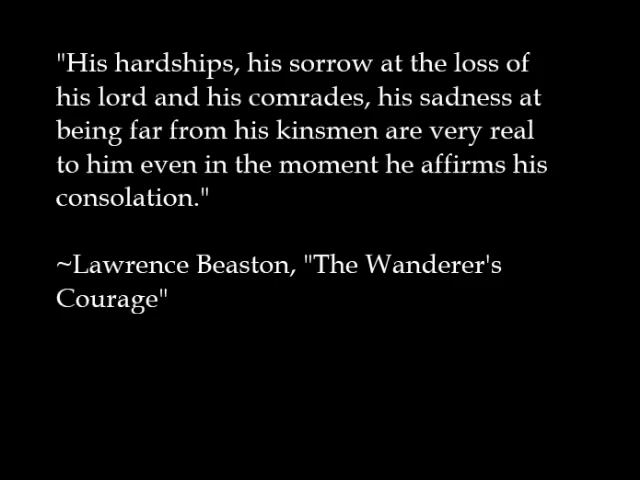 "His hardships, his sorrow at the loss of
his lord and his comrades, his sadness at
being far from his kinsmen are very real
to him even in the moment he affirms his
consolation."
~Lawrence Beaston, "The Wanderer's
Courage"